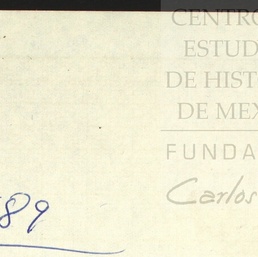 CENTRO
ESTUD
DE HIST
DE MEX
FUNDA
Carlos
89